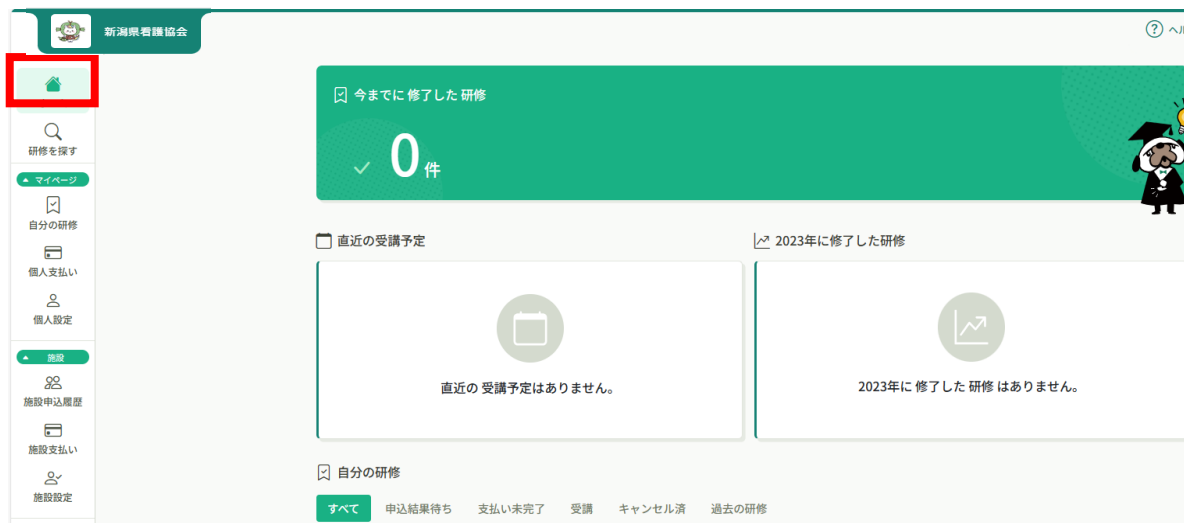 新潟県看護協会
ヘル
今までに 修了した 研修
0 件
研修を探す
マイページ
自分の研修
個人支払い
個人設定
施設
施設申込履歴
施設支払い
施設設定
直近の受講予定
直近の 受講予定はありません。
2023年に修了した研修
2023年に 修了した 研修 はありません。
自分の研修
すべて 申込結果待ち 支払い未完了 受講 キャンセル済 過去の研修